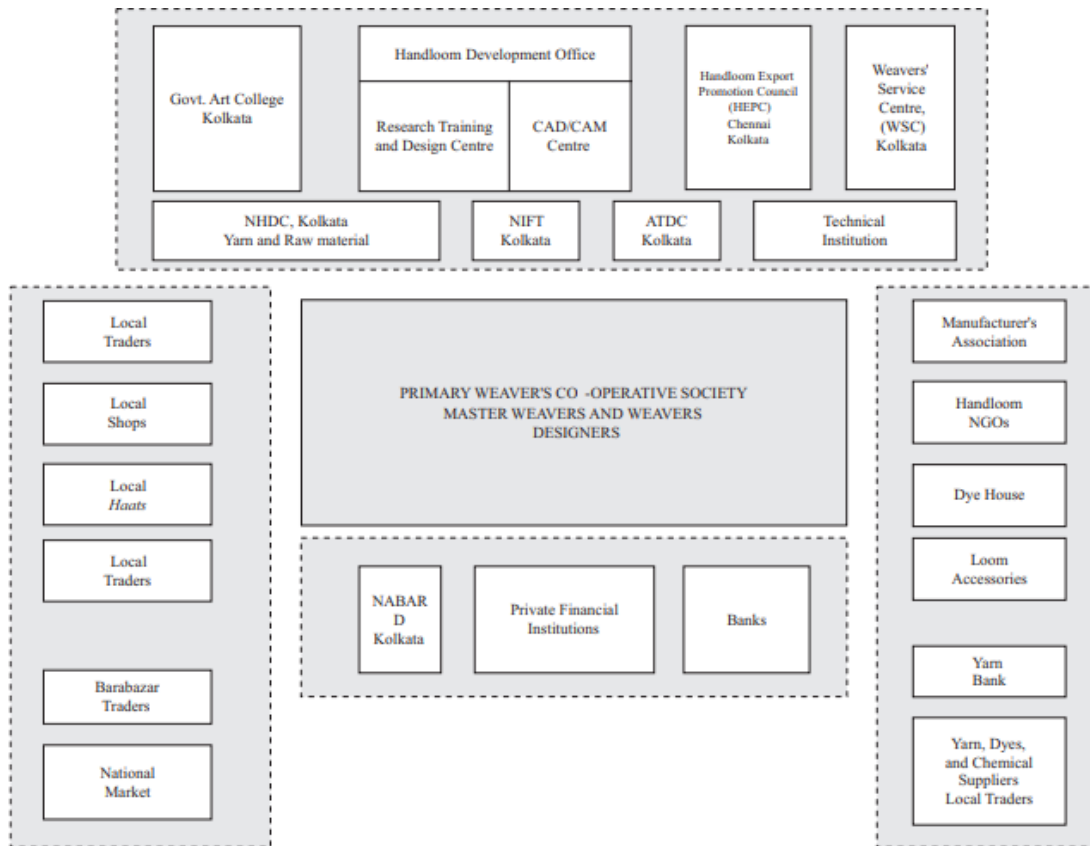 Govt. Art College
Kolkata
Handloom Development Office
Research Training
and Design Centre
CAD/CAM
Centre
Handloom Export
Promotion Council
(HEPC)
Chennai
Kolkata
Weavers'
Service
Centre,
(WSC)
Kolkata
NHDC, Kolkata
Yarn and Raw material
NIFT
Kolkata
ATDC
Kolkata
Technical
Institution
Local
Traders
Local
Shops
Local
Haats
Local
Traders
Barabazar
Traders
National
Market
PRIMARY WEAVER'S CO -OPERATIVE SOCIETY
MASTER WEAVERS AND WEAVERS
DESIGNERS
NABAR
D
Kolkata
Private Financial
Institutions
Banks
Manufacturer's
Association
Handloom
NGOs
Dye House
Loom
Accessories
Yarn
Bank
Yarn, Dyes,
and Chemical
Suppliers
Local Traders